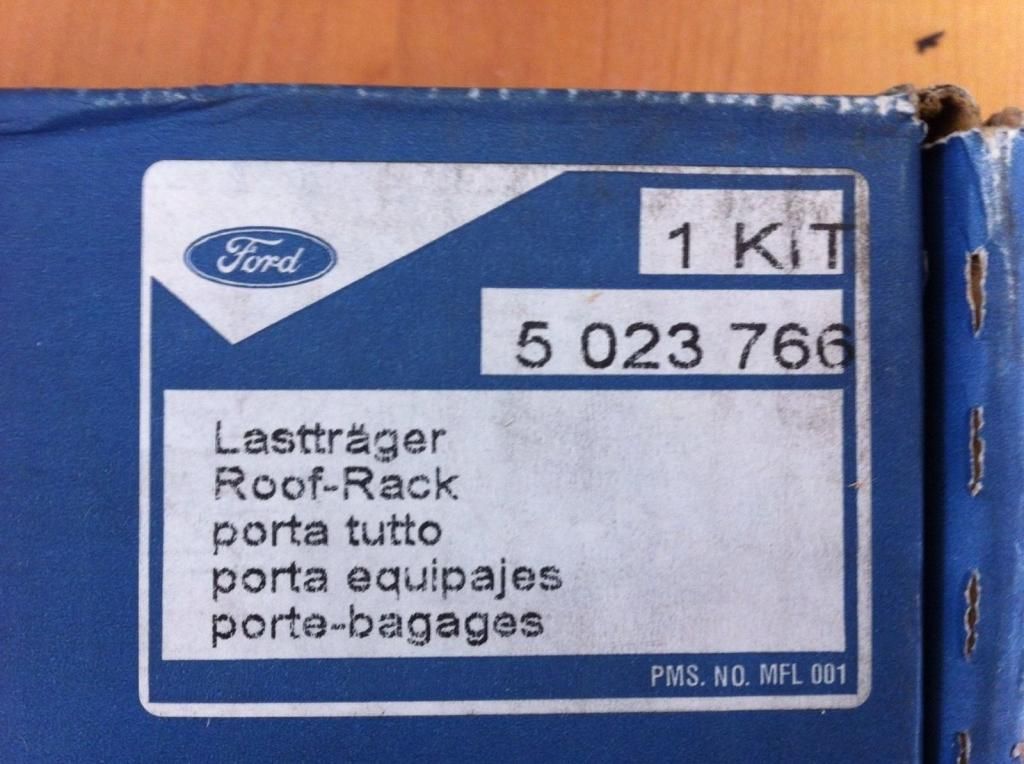 Ford
1 KIT
5 023 766
Lastträger
Roof-Rack
porta tutto
porta equipajes
porte-bagages
PMS. NO. MFL 001